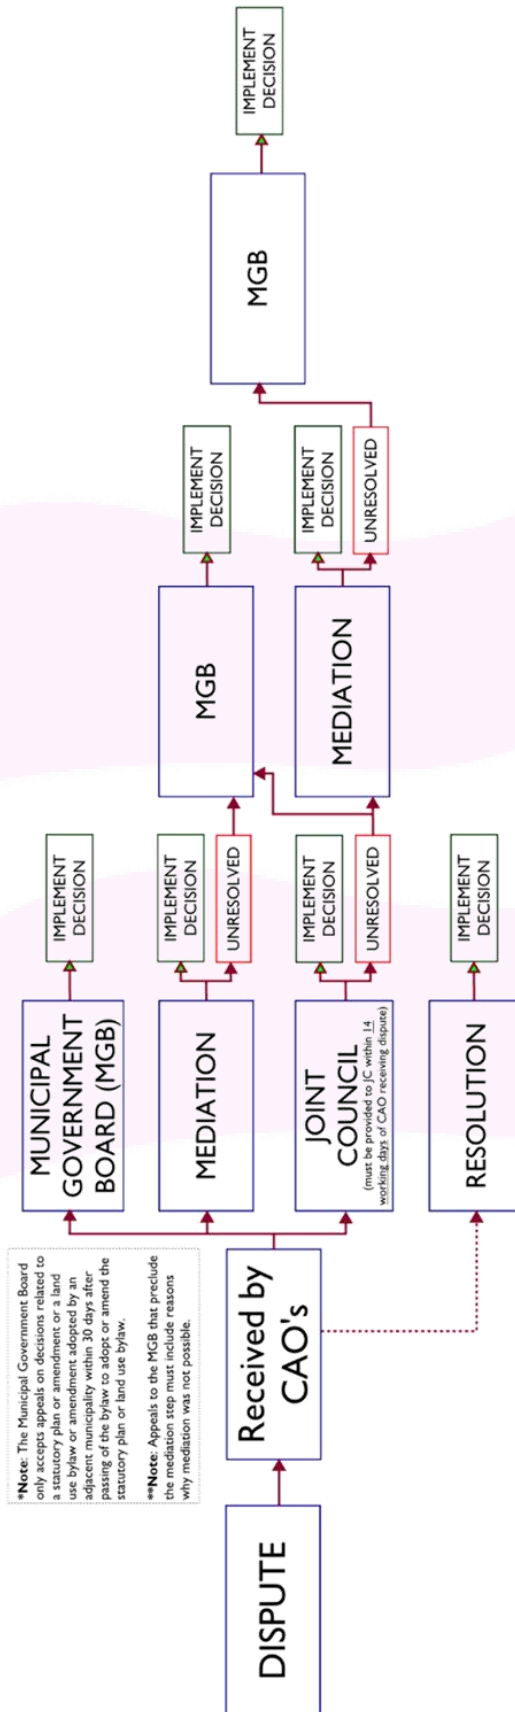 DISPUTE
Received by
CAO's
*Note: The Municipal Government Board
only accepts appeals on decisions related to
a statutory plan or amendment or a land
use bylaw or amendment adopted by an
adjacent municipality within 30 days after
passing of the bylaw to adopt or amend the
statutory plan or land use bylaw.
**Note: Appeals to the MGB that preclude
the mediation step must include reasons
why mediation was not possible.
MUNICIPAL
GOVERNMENT
BOARD (MGB)
IMPLEMENT
DECISION
MEDIATION
IMPLEMENT
DECISION
UNRESOLVED
JOINT
COUNCIL
(must be provided to JC within 14
working days of CAO receiving dispute)
IMPLEMENT
DECISION
UNRESOLVED
RESOLUTION
IMPLEMENT
DECISION
MGB
IMPLEMENT
DECISION
MEDIATION
IMPLEMENT
DECISION
UNRESOLVED
MGB
IMPLEMENT
DECISION